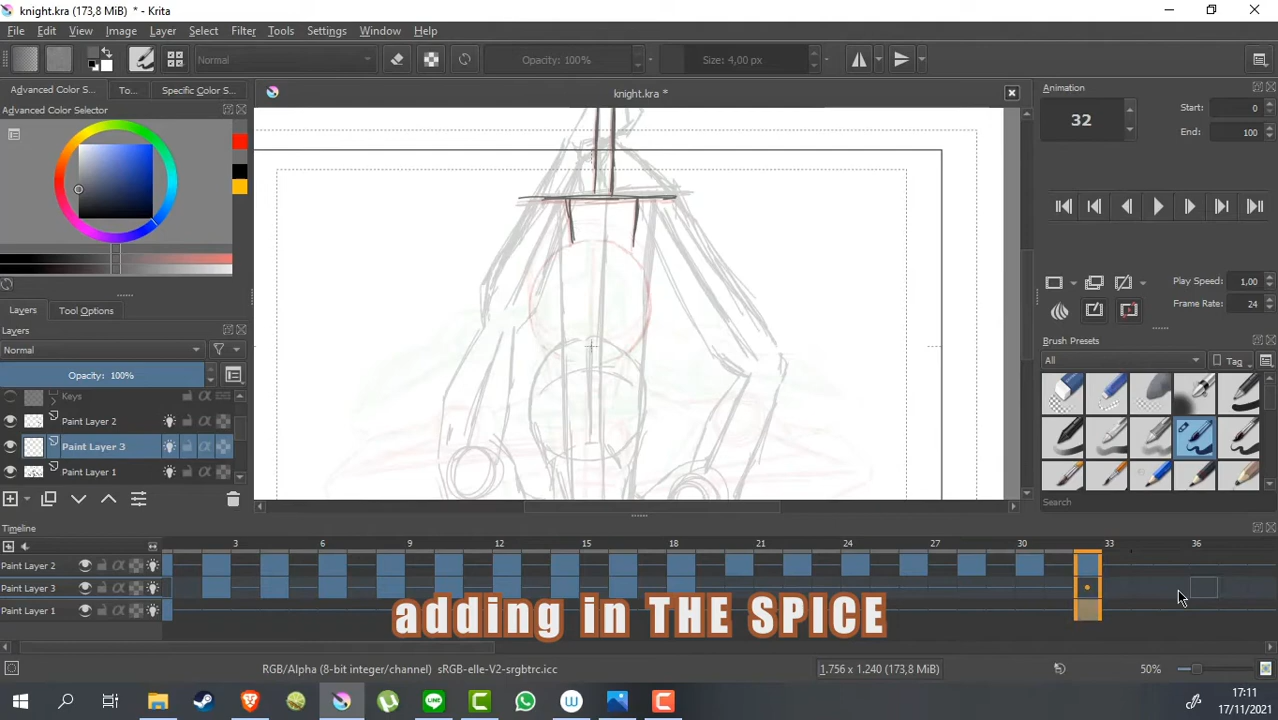 knight.kra (173,8 MiB) * - Krita
File Edit View Image Layer Select Filter Tools Settings Window Help
Normal
Opacity: 100%
Size: 4,00 px
Advanced Color S... To... Specific Color S...
knight.kra *
Advanced Color Selector
Animation
32
Start: 0
End: 100
Play Speed: 1,00
Frame Rate: 24
Layers Tool Options
Layers
Normal
Opacity: 100%
Keys
Paint Layer 2
Paint Layer 3
Paint Layer 1
Brush Presets
All
Tag
Search
Timeline
3 6 9 12 15 18 21 24 27 30 33 36
Paint Layer 2
Paint Layer 3
Paint Layer 1
adding in THE SPICE
RGB/Alpha (8-bit integer/channel) sRGB-elle-V2-srgbtrc.icc
1.756 x 1.240 (173,8 MiB)
50%
17:11
17/11/2021